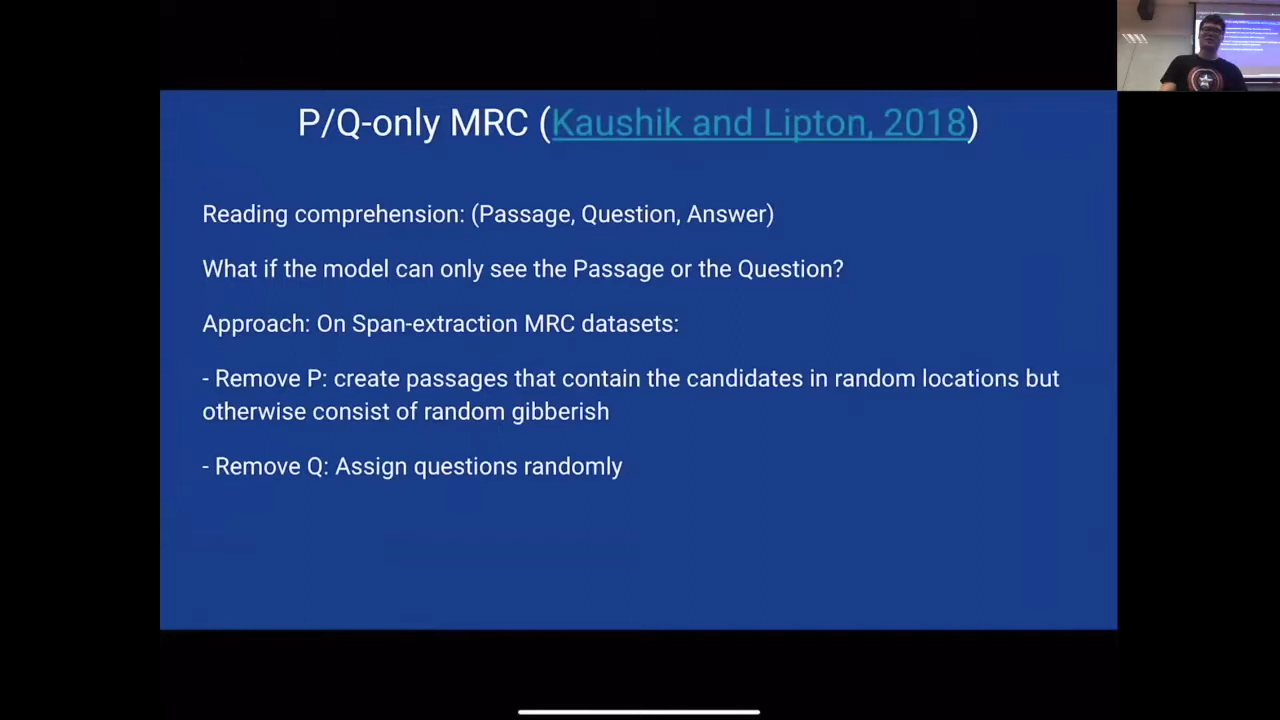 P/Q-only MRC (Kaushik and Lipton, 2018)
Reading comprehension: (Passage, Question, Answer)
What if the model can only see the Passage or the Question?
Approach: On Span-extraction MRC datasets:
- Remove P: create passages that contain the candidates in random locations but
otherwise consist of random gibberish
- Remove Q: Assign questions randomly